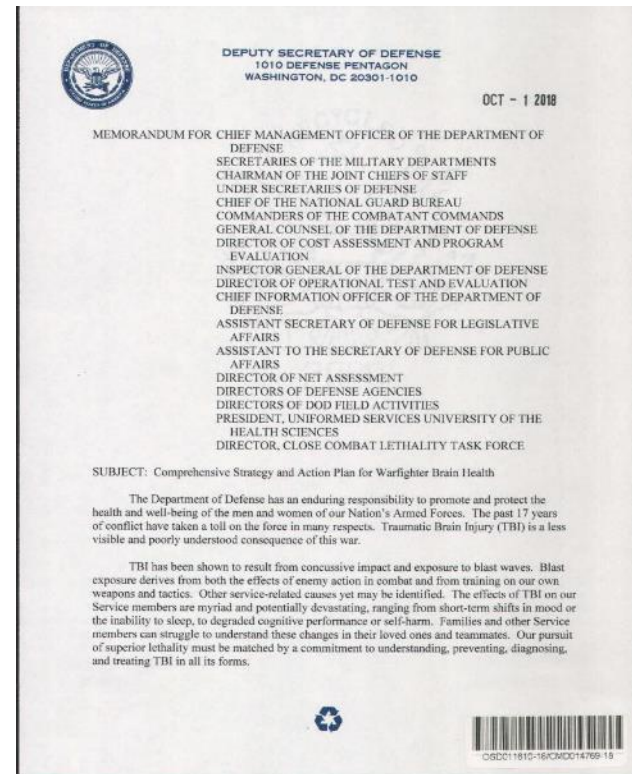 DEPUTY SECRETARY OF DEFENSE
1010 DEFENSE PENTAGON
WASHINGTON, DC 20301-1010
OCT - 1 2018
MEMORANDUM FOR CHIEF MANAGEMENT OFFICER OF THE DEPARTMENT OF
DEFENSE
SECRETARIES OF THE MILITARY DEPARTMENTS
CHAIRMAN OF THE JOINT CHIEFS OF STAFF
UNDER SECRETARIES OF DEFENSE
CHIEF OF THE NATIONAL GUARD BUREAU
COMMANDERS OF THE COMBATANT COMMANDS
GENERAL COUNSEL OF THE DEPARTMENT OF DEFENSE
DIRECTOR OF COST ASSESSMENT AND PROGRAM
EVALUATION
INSPECTOR GENERAL OF THE DEPARTMENT OF DEFENSE
DIRECTOR OF OPERATIONAL TEST AND EVALUATION
CHIEF INFORMATION OFFICER OF THE DEPARTMENT OF
DEFENSE
ASSISTANT SECRETARY OF DEFENSE FOR LEGISLATIVE
AFFAIRS
ASSISTANT TO THE SECRETARY OF DEFENSE FOR PUBLIC
AFFAIRS
DIRECTOR OF NET ASSESSMENT
DIRECTORS OF DEFENSE AGENCIES
DIRECTORS OF DOD FIELD ACTIVITIES
PRESIDENT, UNIFORMED SERVICES UNIVERSITY OF THE
HEALTH SCIENCES
DIRECTOR, CLOSE COMBAT LETHALITY TASK FORCE
SUBJECT: Comprehensive Strategy and Action Plan for Warfighter Brain Health
The Department of Defense has an enduring responsibility to promote and protect the
health and well-being of the men and women of our Nation's Armed Forces. The past 17 years
of conflict have taken a toll on the force in many respects. Traumatic Brain Injury (TBI) is a less
visible and poorly understood consequence of this war.
TBI has been shown to result from concussive impact and exposure to blast waves. Blast
exposure derives from both the effects of enemy action in combat and from training on our own
weapons and tactics. Other service-related causes yet may be identified. The effects of TBI on our
Service members are myriad and potentially devastating, ranging from short-term shifts in mood or
the inability to sleep, to degraded cognitive performance or self-harm. Families and other Service
members can struggle to understand these changes in their loved ones and teammates. Our pursuit
of superior lethality must be matched by a commitment to understanding, preventing, diagnosing,
and treating TBI in all its forms.